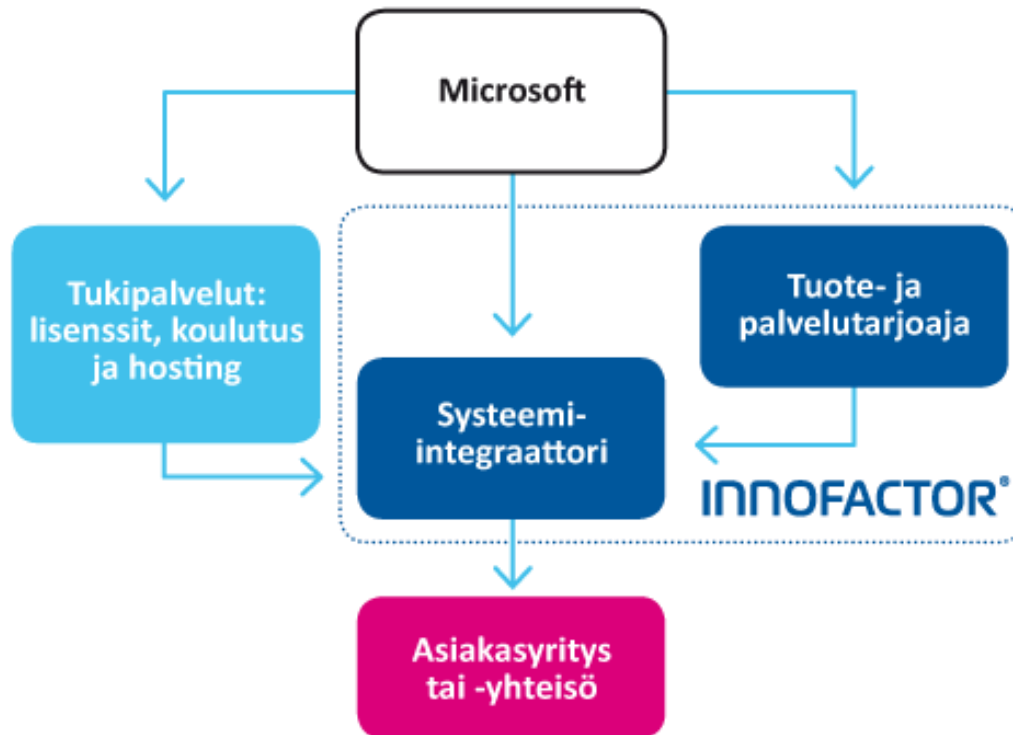 Microsoft
Tukipalvelut:
lisenssit, koulutus
ja hosting
Tuote- ja
palvelutarjoaja
Systeemi-
integraattori
INNOFACTOR®
Asiakasyritys
tai -yhteisö